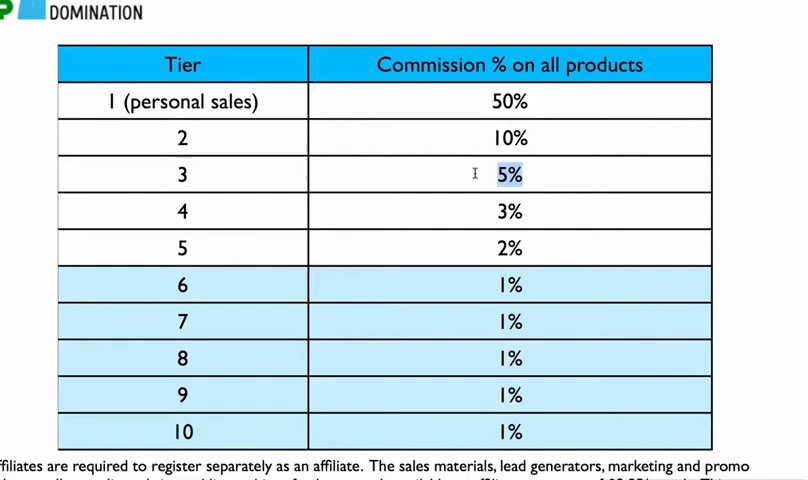 DOMINATION
Tier Commission % on all products
1 (personal sales) 50%
2 10%
3 5%
4 3%
5 2%
6 1%
7 1%
8 1%
9 1%
10 1%
ffiliates are required to register separately as an affiliate. The sales materials, lead generators, marketing and promo